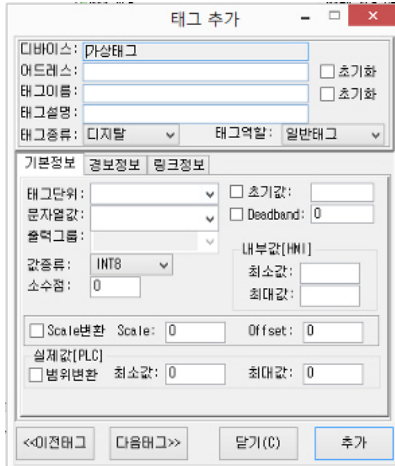 태그 추가
디바이스: 가상태그
어드레스: 초기화
태그이름: 초기화
태그설명:
태그종류: 디지탈 태그역할: 일반태그
기본정보 경보정보 링크정보
태그단위: 초기값:
문자열값: Deadband: 0
출력그룹:
내부값[HMI]
값종류: INT8 최소값:
소수점: 0 최대값:
Scale변환 Scale: 0 Offset: 0
실제값[PLC]
범위변환 최소값: 0 최대값: 0
<<이전태그 다음태그>> 닫기(C) 추가